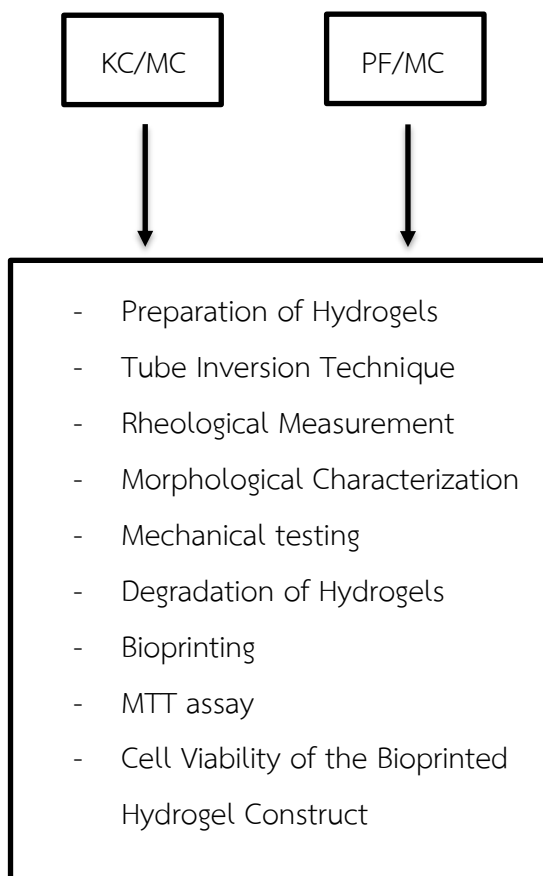 KC/MC
PF/MC
- Preparation of Hydrogels
- Tube Inversion Technique
- Rheological Measurement
- Morphological Characterization
- Mechanical testing
- Degradation of Hydrogels
- Bioprinting
- MTT assay
- Cell Viability of the Bioprinted
Hydrogel Construct